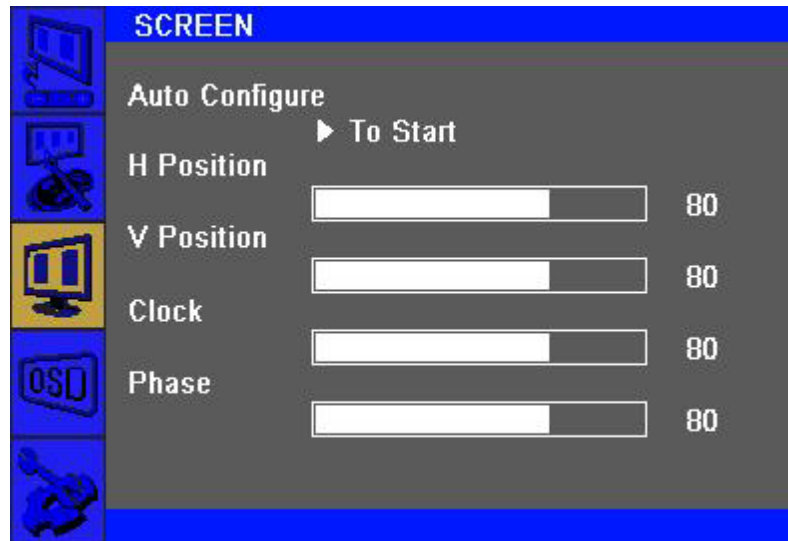 SCREEN
Auto Configure
To Start
H Position
80
V Position
80
Clock
80
Phase
80
OSD